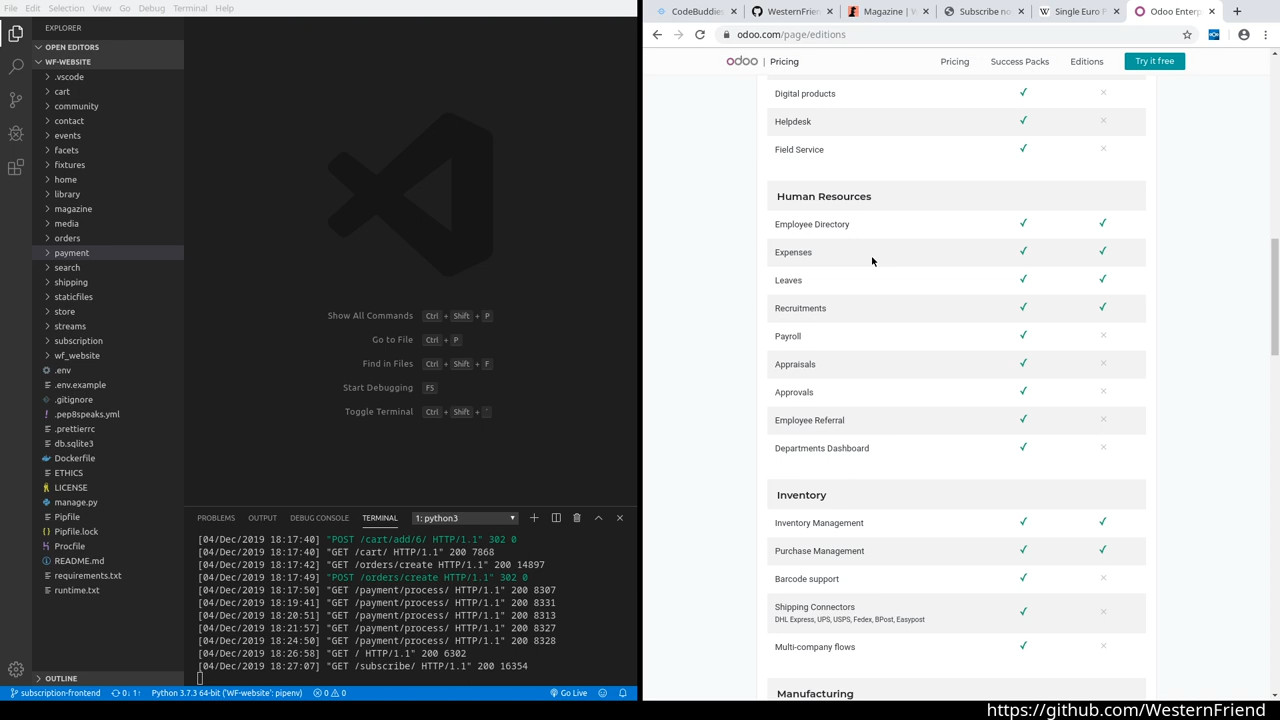 File Edit Selection View Go Debug Terminal Help
EXPLORER
OPEN EDITORS
WF-WEBSITE
.vscode
cart
community
contact
events
facets
fixtures
home
library
magazine
media
orders
payment
search
shipping
staticfiles
store
streams
subscription
wf_website
.env
.env.example
.gitignore
.pep8speaks.yml
.prettierrc
db.sqlite3
Dockerfile
ETHICS
LICENSE
manage.py
Pipfile
Pipfile.lock
Procfile
README.md
requirements.txt
runtime.txt
OUTLINE
Show All Commands Ctrl + Shift + P
Go to File Ctrl + P
Find in Files Ctrl + Shift + F
Start Debugging F5
Toggle Terminal Ctrl + Shift + `
PROBLEMS OUTPUT DEBUG CONSOLE TERMINAL 1: python3
[04/Dec/2019 18:17:40] "POST /cart/add/6/ HTTP/1.1" 302 0
[04/Dec/2019 18:17:40] "GET /cart/ HTTP/1.1" 200 7868
[04/Dec/2019 18:17:42] "GET /orders/create HTTP/1.1" 200 14897
[04/Dec/2019 18:17:49] "POST /orders/create HTTP/1.1" 302 0
[04/Dec/2019 18:17:50] "GET /payment/process/ HTTP/1.1" 200 8307
[04/Dec/2019 18:19:41] "GET /payment/process/ HTTP/1.1" 200 8331
[04/Dec/2019 18:20:51] "GET /payment/process/ HTTP/1.1" 200 8313
[04/Dec/2019 18:21:57] "GET /payment/process/ HTTP/1.1" 200 8327
[04/Dec/2019 18:24:50] "GET /payment/process/ HTTP/1.1" 200 8328
[04/Dec/2019 18:26:58] "GET / HTTP/1.1" 200 6302
[04/Dec/2019 18:27:07] "GET /subscribe/ HTTP/1.1" 200 16354
subscription-frontend 0↓ 1↑ Python 3.7.3 64-bit ('WF-website': pipenv) 0 0 Go Live
CodeBuddies WesternFrien Magazine | W Subscribe no Single Euro P Odoo Enterp
odoo.com/page/editions
odoo | Pricing Pricing Success Packs Editions Try it free
Digital products ✓ ×
Helpdesk ✓ ×
Field Service ✓ ×
Human Resources
Employee Directory ✓ ✓
Expenses ✓ ✓
Leaves ✓ ✓
Recruitments ✓ ✓
Payroll ✓ ×
Appraisals ✓ ×
Approvals ✓ ×
Employee Referral ✓ ×
Departments Dashboard ✓ ×
Inventory
Inventory Management ✓ ✓
Purchase Management ✓ ✓
Barcode support ✓ ×
Shipping Connectors ✓ ×
DHL Express, UPS, USPS, Fedex, BPost, Easypost
Multi-company flows ✓ ×
Manufacturing
https://github.com/WesternFriend